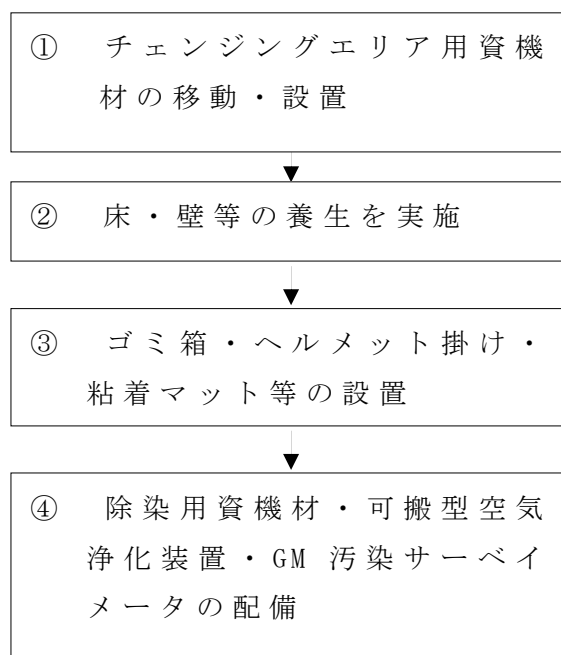 ① チェンジングエリア用資機
材の移動・設置
② 床・壁等の養生を実施
③ ゴミ箱・ヘルメット掛け・
粘着マット等の設置
④ 除染用資機材・可搬型空気
浄化装置・GM 汚染サーベイ
メータの配備